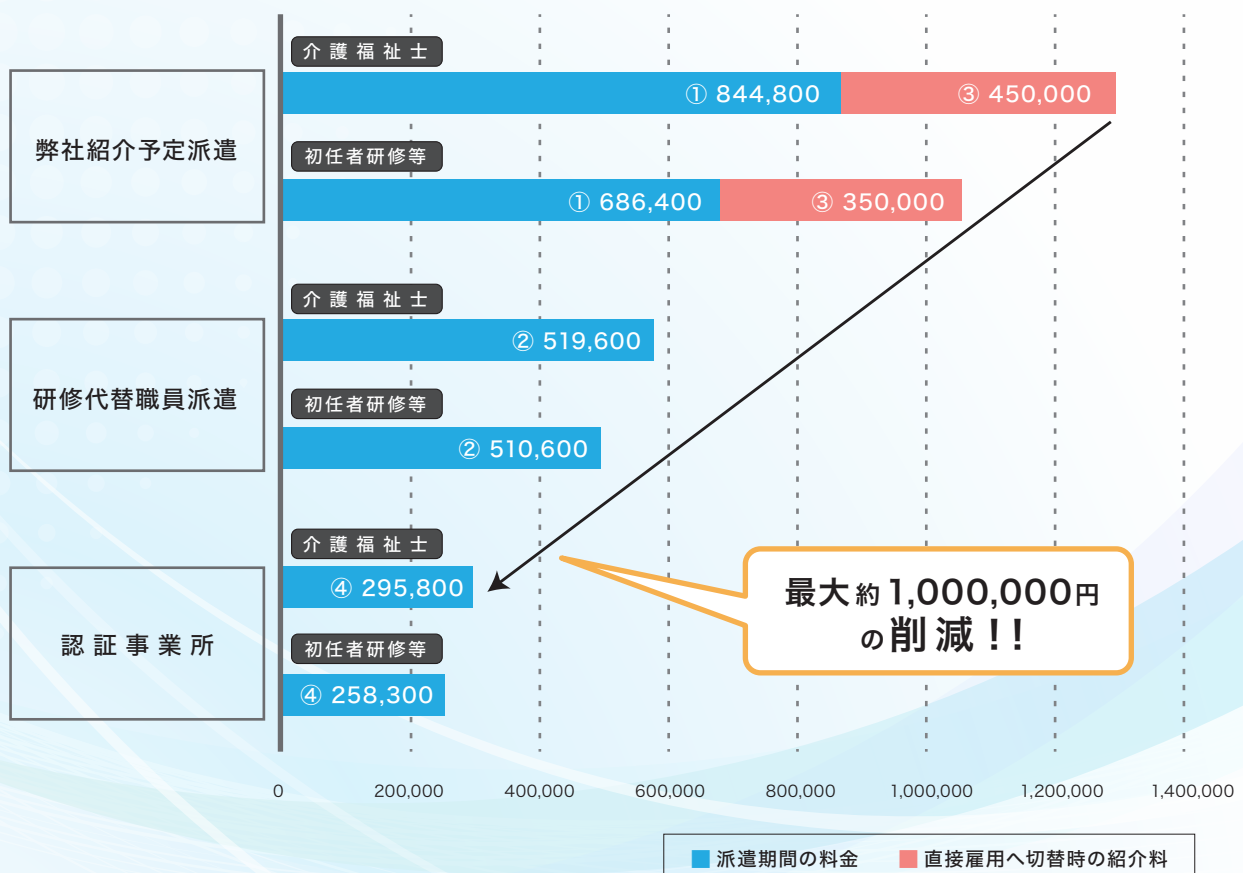 介護福祉士
① 844,800 ③ 450,000
弊社紹介予定派遣
初任者研修等
① 686,400 ③ 350,000
介護福祉士
② 519,600
研修代替職員派遣
初任者研修等
② 510,600
介護福祉士
④ 295,800
認証事業所
初任者研修等
④ 258,300
最大約1,000,000円
の削減!!
0 200,000 400,000 600,000 800,000 1,000,000 1,200,000 1,400,000
派遣期間の料金 直接雇用へ切替時の紹介料